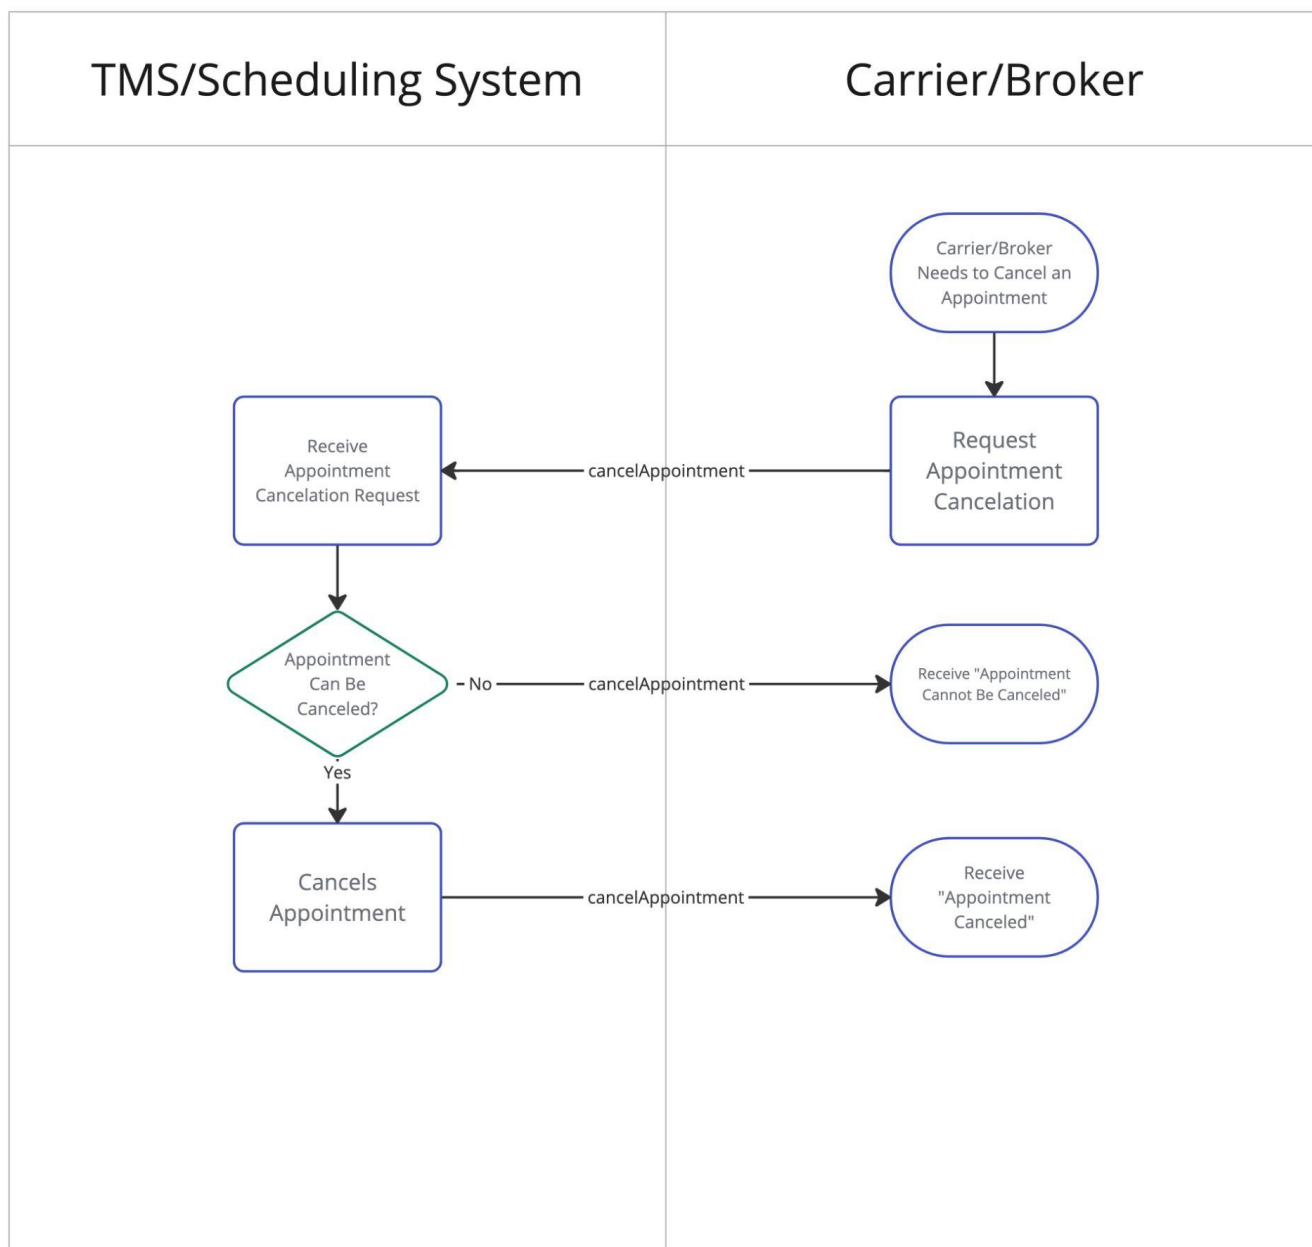 TMS/Scheduling System
Carrier/Broker
Carrier/Broker
Needs to Cancel an
Appointment
Request
Appointment
Cancelation
cancelAppointment
Receive
Appointment
Cancelation Request
Appointment
Can Be
Canceled?
No
cancelAppointment
Receive "Appointment
Cannot Be Canceled"
Yes
Cancels
Appointment
cancelAppointment
Receive
"Appointment
Canceled"